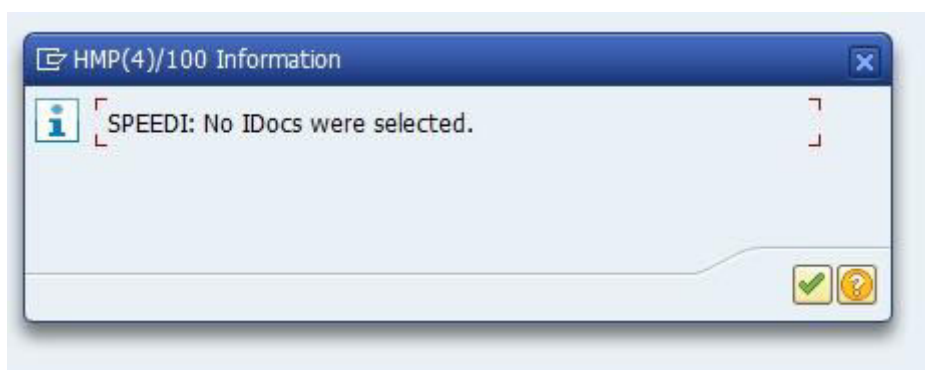 HMP(4)/100 Information
SPEEDI: No IDocs were selected.